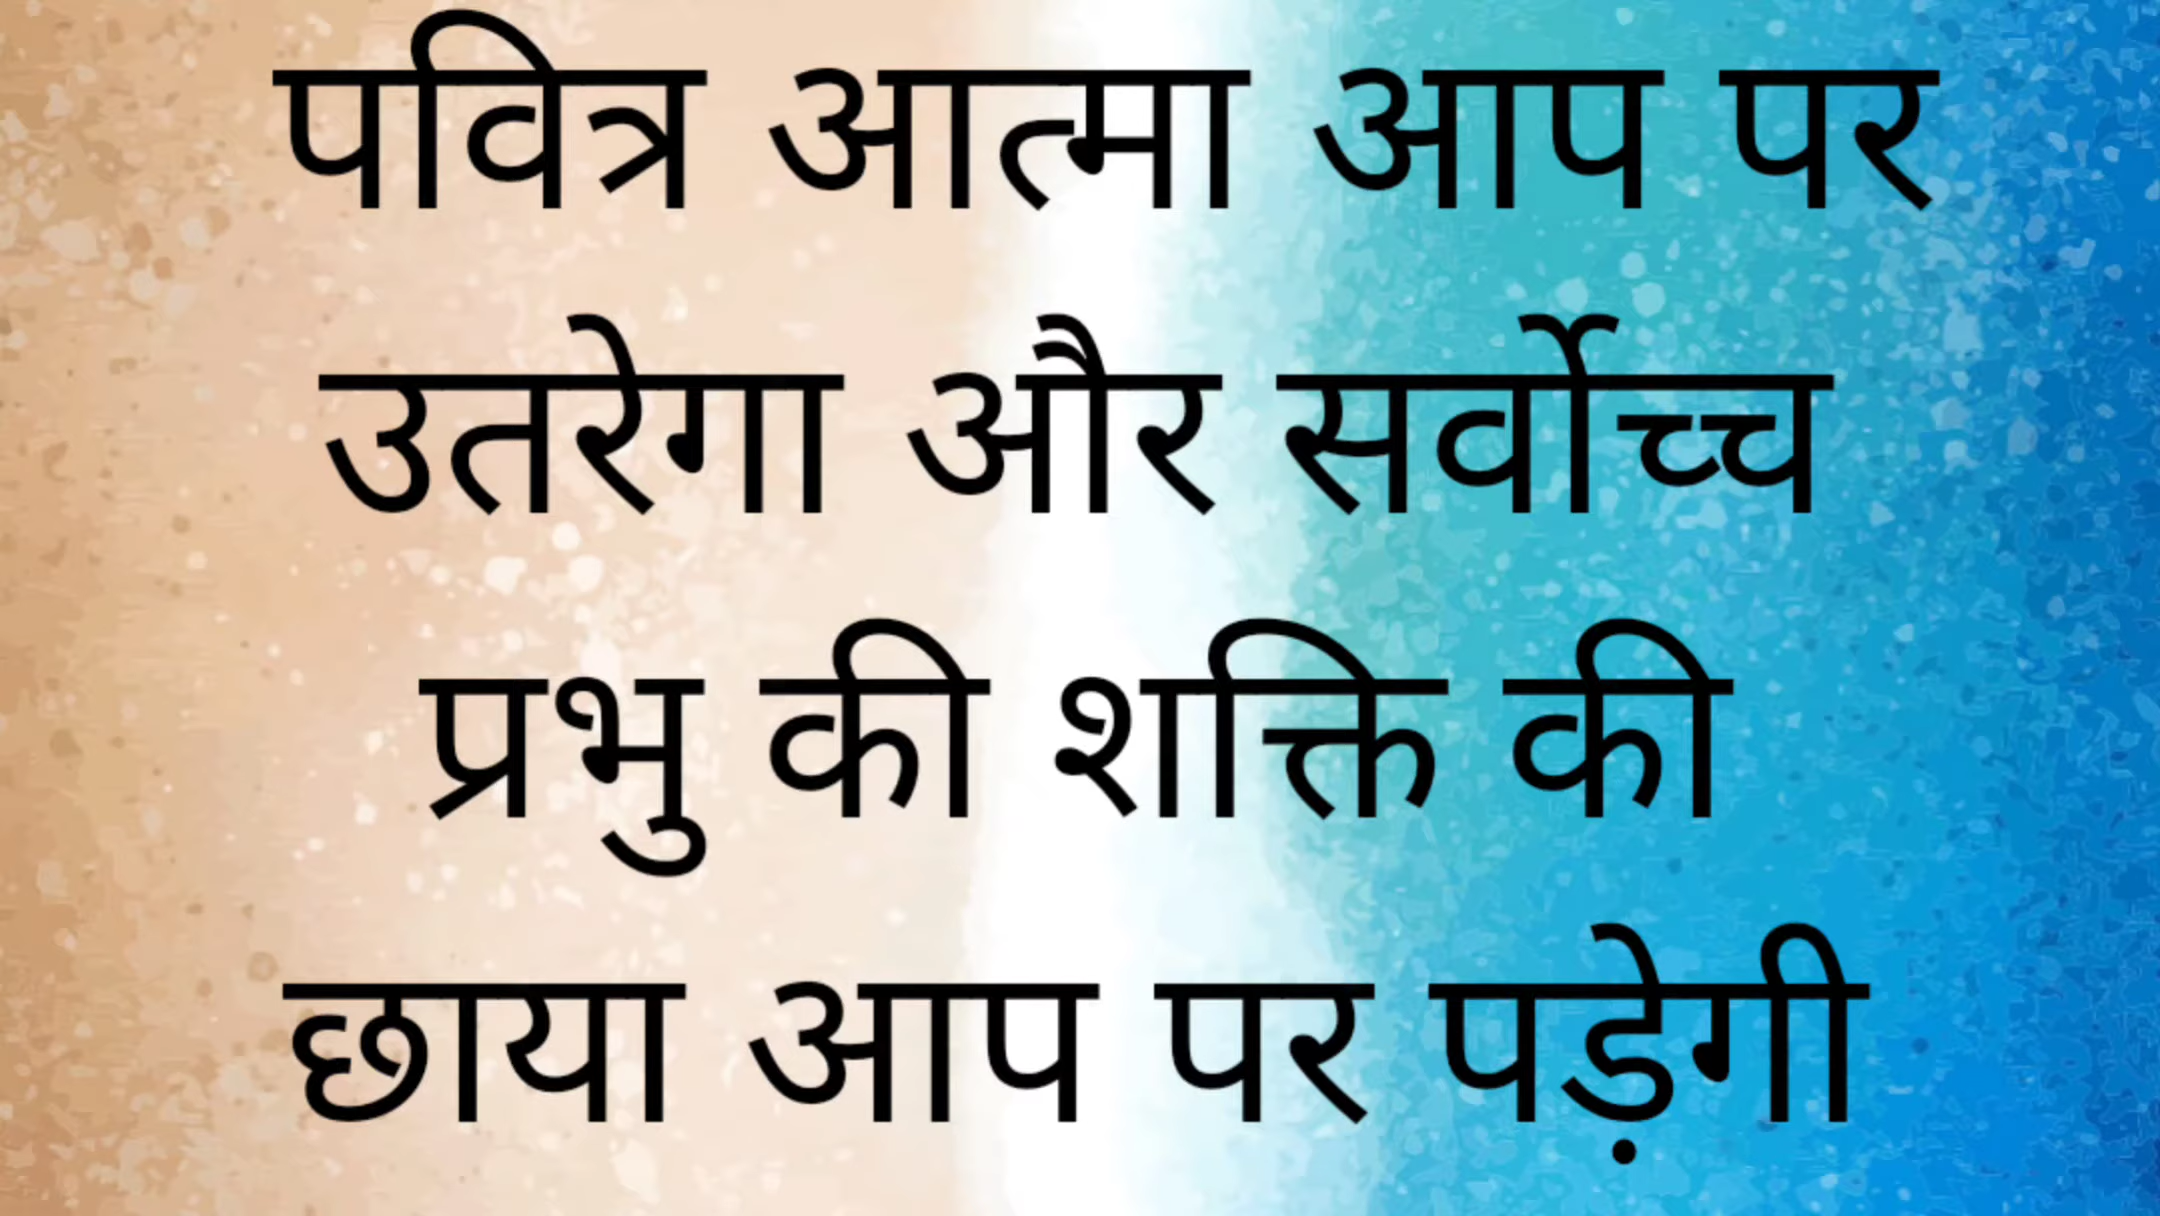 पवित्र आत्मा आप पर
उतरेगा और सर्वोच्च
प्रभु की शक्ति की
छाया आप पर पड़ेगी